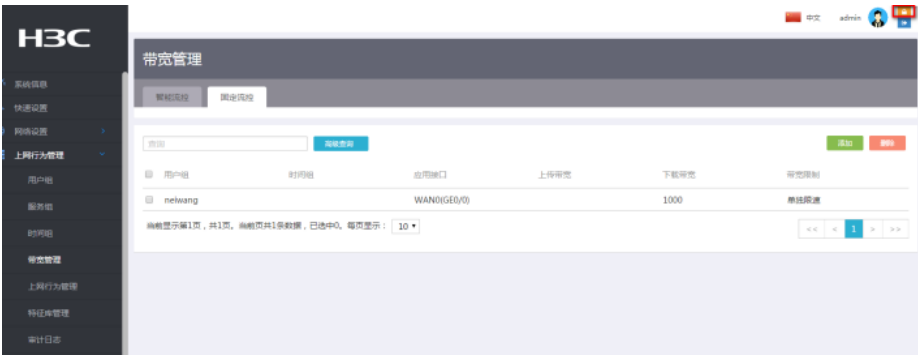 中文 admin
H3C
带宽管理
系统信息
智能流控 固定流控
快速设置
网络设置
查询 高级查询 添加 删除
上网行为管理
用户组 时间组 应用接口 上传带宽 下载带宽 带宽限制
用户组
neiwang WAN0(GE0/0) 1000 单独限速
服务组
当前显示第1页，共1页。当前页共1条数据，已选中0。每页显示： 10
<< < 1 > >>
时间组
带宽管理
上网行为管理
特征库管理
审计日志